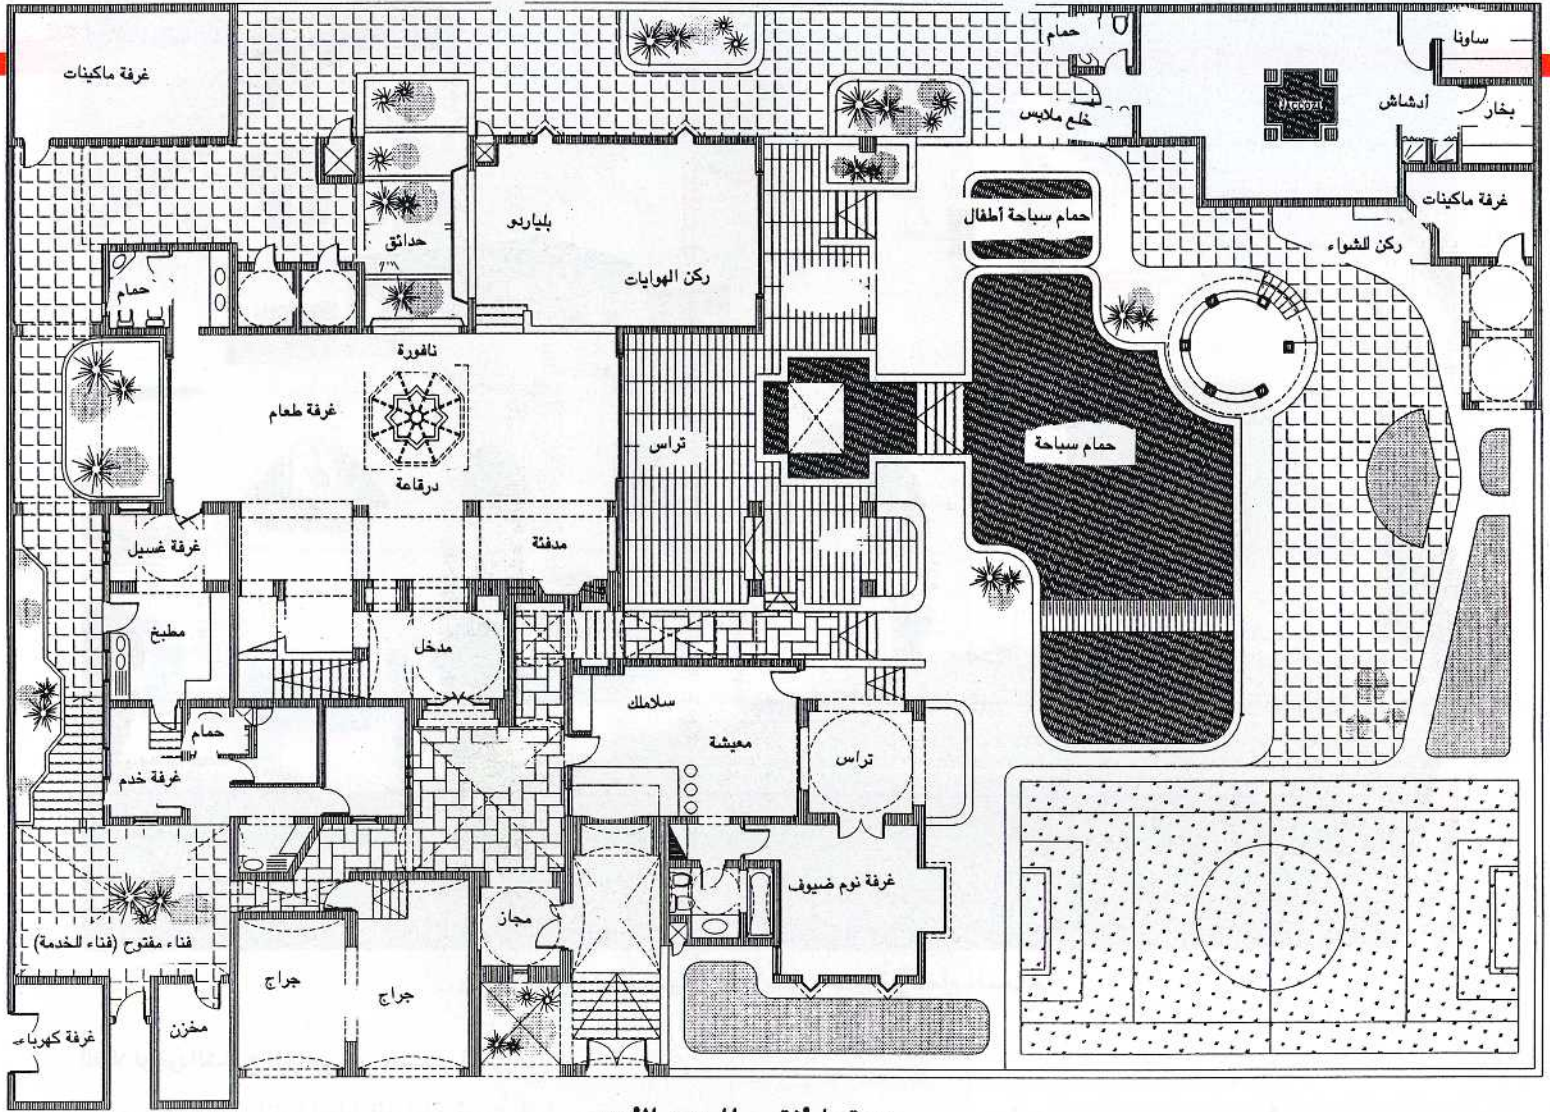 غرفة ماكينات
حمام
ساونا
خلع ملابس
JACCOZI
أدشاش
بخار
غرفة ماكينات
بلياردو
حدائق
ركن الهوايات
حمام سباحة أطفال
ركن للشواء
حمام
نافورة
غرفة طعام
درقاعة
تراس
حمام سباحة
غرفة غسيل
مدفئة
مطبخ
مدخل
سلاملك
حمام
معيشة
تراس
غرفة خدم
غرفة نوم ضيوف
مجاز
فناء مفتوح (فناء للخدمة)
جراج
جراج
مخزن
غرفة كهرباء